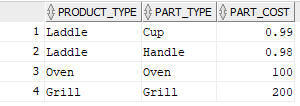 PRODUCT_TYPE PART_TYPE PART_COST
1 Laddle Cup 0.99
2 Laddle Handle 0.98
3 Oven Oven 100
4 Grill Grill 200